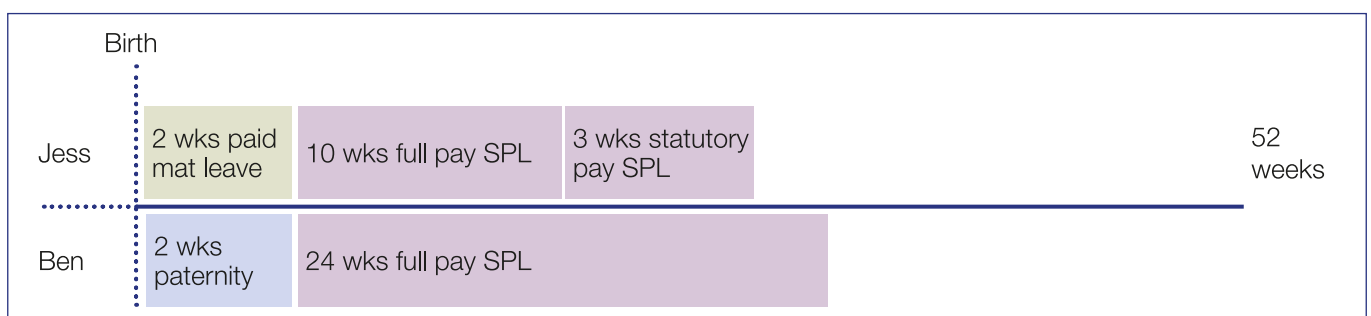 Birth
Jess
2 wks paid
mat leave
10 wks full pay SPL
3 wks statutory
pay SPL
52
weeks
Ben
2 wks
paternity
24 wks full pay SPL